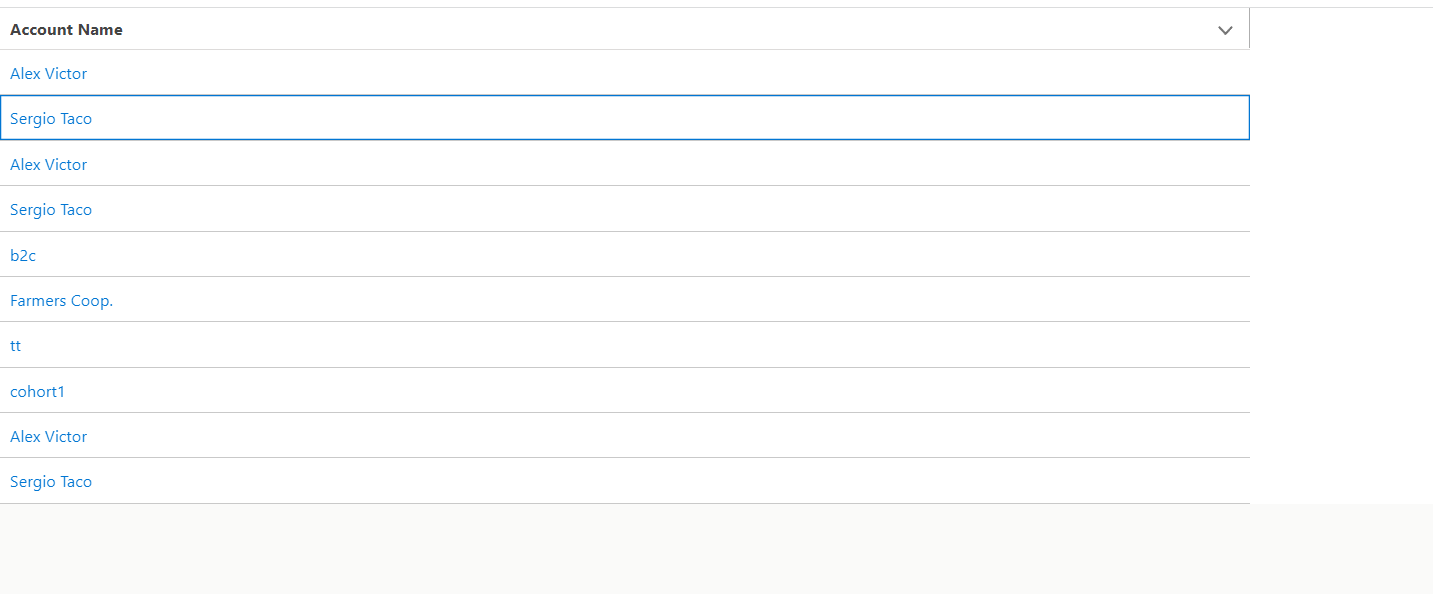 Account Name
Alex Victor
Sergio Taco
Alex Victor
Sergio Taco
b2c
Farmers Coop.
tt
cohort1
Alex Victor
Sergio Taco